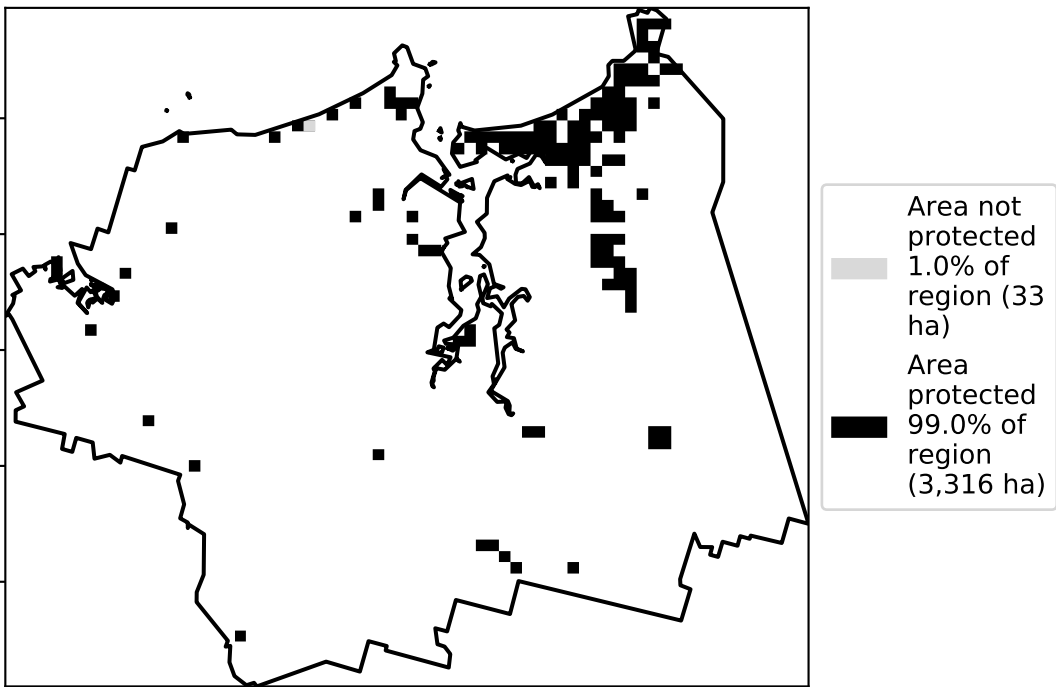 Area not
protected
1.0% of
region (33
ha)
Area
protected
99.0% of
region
(3,316 ha)